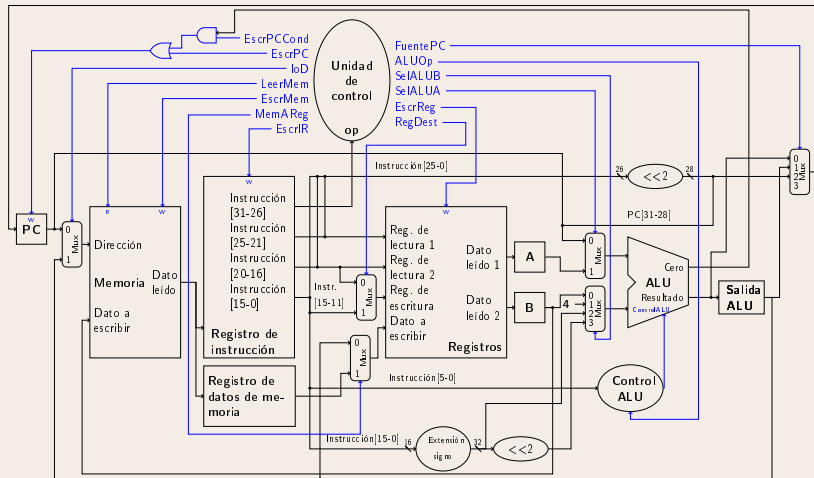 EscrPCCond
EscrPC
IoD
LeerMem
EscrMem
MemAReg
EscrIR
Unidad
de
control
op
FuentePC
ALUOp
SelALUB
SelALUA
EscrReg
RegDest
Instrucción[25-0]
26
<<2
28
0
1
2
3
Mux
PC[31-28]
W
PC
0
1
Mux
R
W
Dirección
Memoria
Dato
leído
Dato a
escribir
W
Instrucción
[31-26]
Instrucción
[25-21]
Instrucción
[20-16]
Instrucción
[15-0]
Registro de
instrucción
Registro de
datos de me-
moria
Instr.
[15-11]
0
1
Mux
0
1
Mux
W
Reg. de
lectura 1
Reg. de
lectura 2
Reg. de
escritura
Dato a
escribir
Dato
leído 1
Dato
leído 2
Registros
A
B
4
0
1
Mux
0
1
2
3
Mux
Cero
ALU
Resultado
ControlALU
Salida
ALU
Instrucción[5-0]
Control
ALU
Instrucción[15-0]
16
Extensión
signo
32
<<2